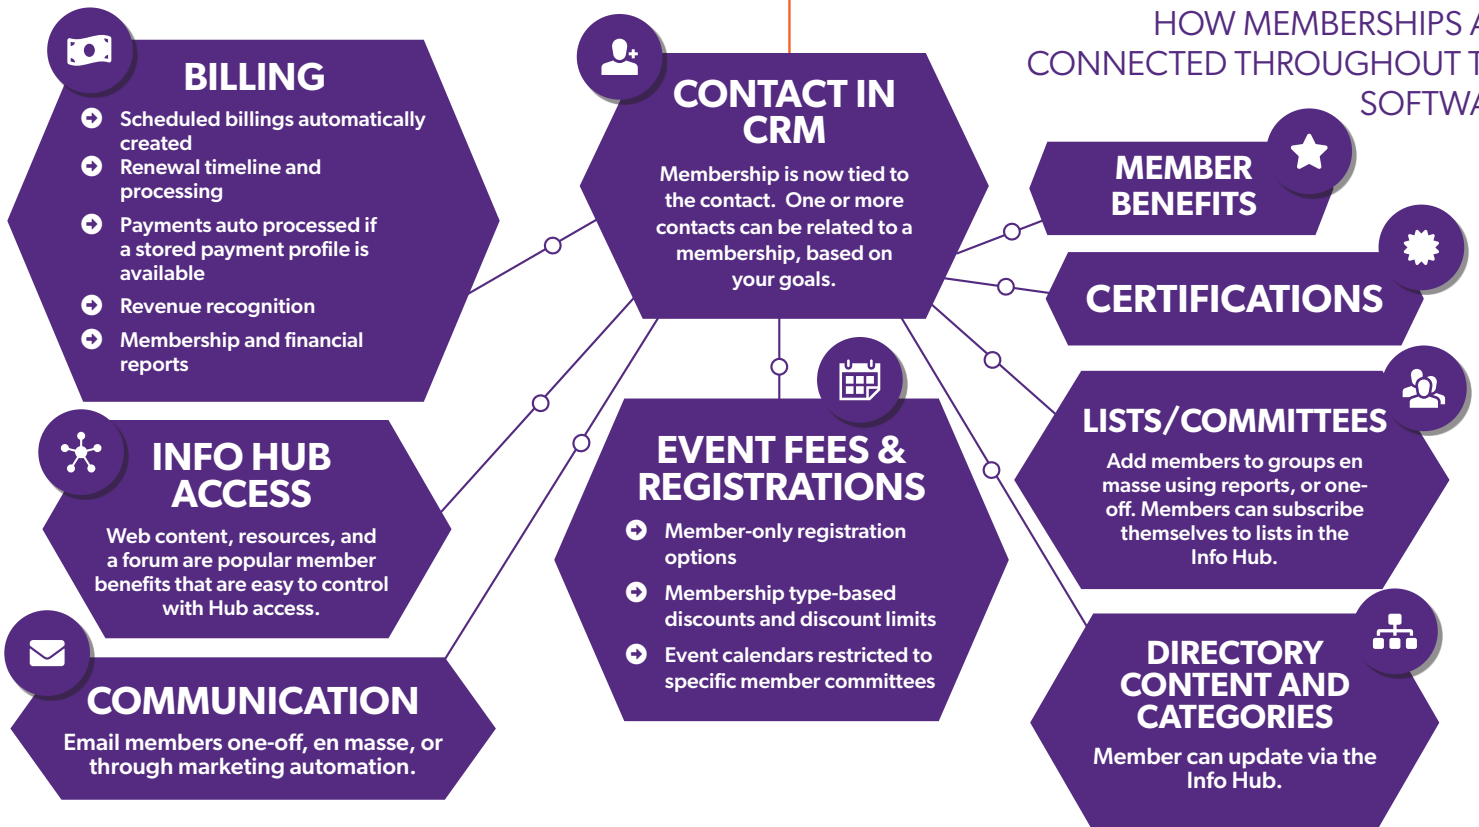 HOW MEMBERSHIPS A
CONNECTED THROUGHOUT T
SOFTWA
BILLING
Scheduled billings automatically
created
Renewal timeline and
processing
Payments auto processed if
a stored payment profile is
available
Revenue recognition
Membership and financial
reports
CONTACT IN
CRM
Membership is now tied to
the contact. One or more
contacts can be related to a
membership, based on
your goals.
MEMBER
BENEFITS
CERTIFICATIONS
LISTS/COMMITTEES
Add members to groups en
masse using reports, or one-
off. Members can subscribe
themselves to lists in the
Info Hub.
INFO HUB
ACCESS
Web content, resources, and
a forum are popular member
benefits that are easy to control
with Hub access.
EVENT FEES &
REGISTRATIONS
Member-only registration
options
Membership type-based
discounts and discount limits
Event calendars restricted to
specific member committees
COMMUNICATION
Email members one-off, en masse, or
through marketing automation.
DIRECTORY
CONTENT AND
CATEGORIES
Member can update via the
Info Hub.